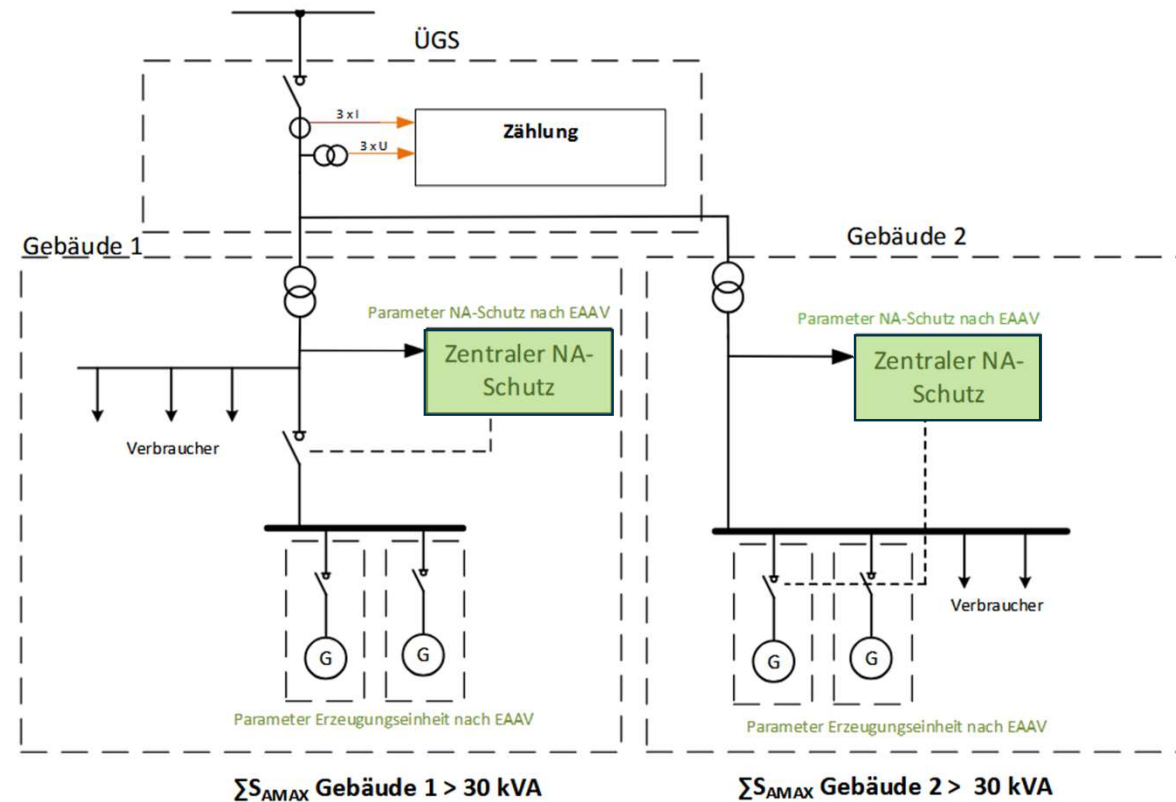 ÜGS
3 x I
Zählung
3 x U
Gebäude 1
Gebäude 2
Parameter NA-Schutz nach EAAV
Zentraler NA-
Schutz
Parameter NA-Schutz nach EAAV
Zentraler NA-
Schutz
Verbraucher
Verbraucher
G
G
G
G
Parameter Erzeugungseinheit nach EAAV
Parameter Erzeugungseinheit nach EAAV
∑S_AMAX Gebäude 1 > 30 kVA
∑S_AMAX Gebäude 2 > 30 kVA